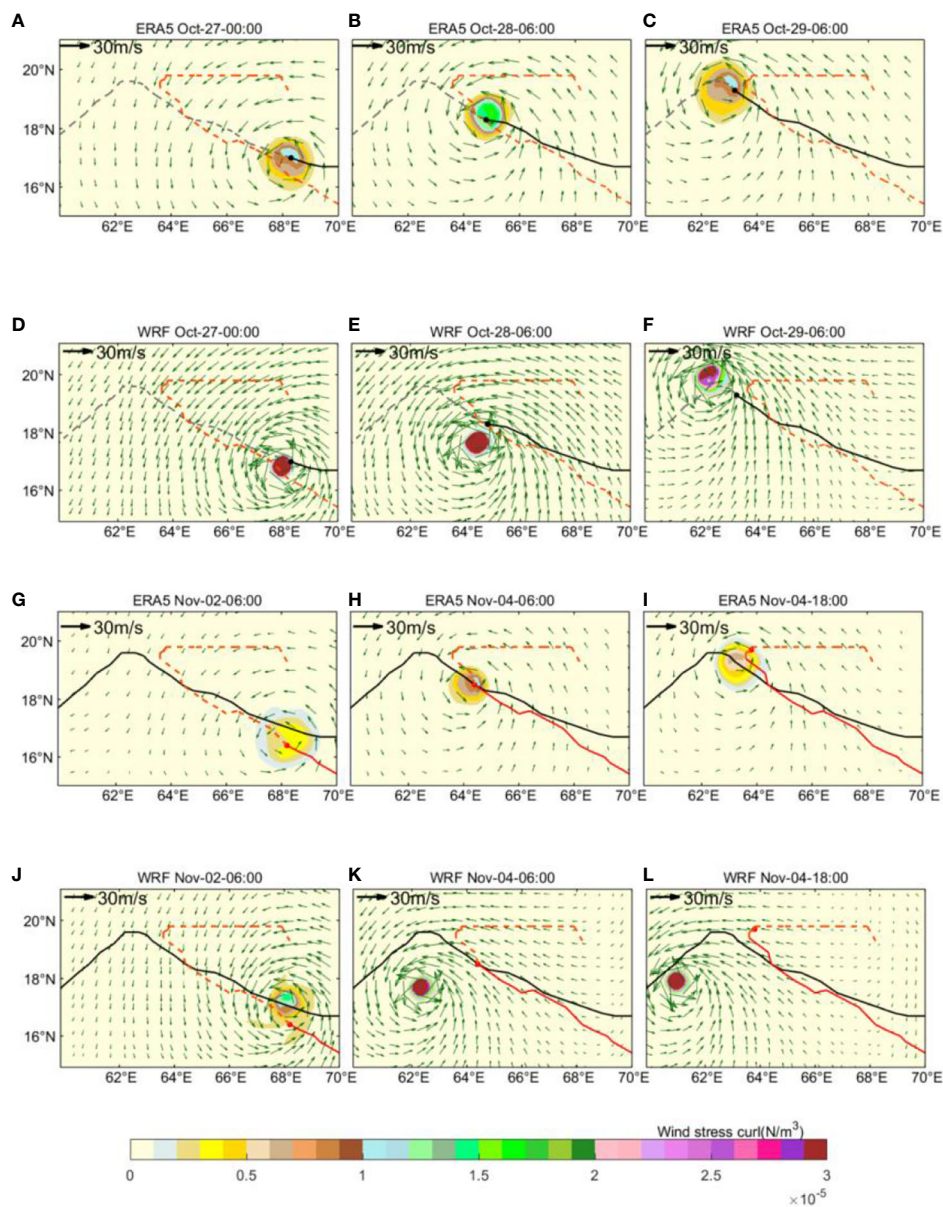 A B C
ERA5 Oct-27-00:00 ERA5 Oct-28-06:00 ERA5 Oct-29-06:00
30m/s 30m/s 30m/s
20°N
18°N
16°N
62°E 64°E 66°E 68°E 70°E 62°E 64°E 66°E 68°E 70°E 62°E 64°E 66°E 68°E 70°E
D E F
WRF Oct-27-00:00 WRF Oct-28-06:00 WRF Oct-29-06:00
30m/s 30m/s 30m/s
20°N
18°N
16°N
62°E 64°E 66°E 68°E 70°E 62°E 64°E 66°E 68°E 70°E 62°E 64°E 66°E 68°E 70°E
G H I
ERA5 Nov-02-06:00 ERA5 Nov-04-06:00 ERA5 Nov-04-18:00
30m/s 30m/s 30m/s
20°N
18°N
16°N
62°E 64°E 66°E 68°E 70°E 62°E 64°E 66°E 68°E 70°E 62°E 64°E 66°E 68°E 70°E
J K L
WRF Nov-02-06:00 WRF Nov-04-06:00 WRF Nov-04-18:00
30m/s 30m/s 30m/s
20°N
18°N
16°N
62°E 64°E 66°E 68°E 70°E 62°E 64°E 66°E 68°E 70°E 62°E 64°E 66°E 68°E 70°E
Wind stress curl(N/m³)
0 0.5 1 1.5 2 2.5 3
×10⁻⁵